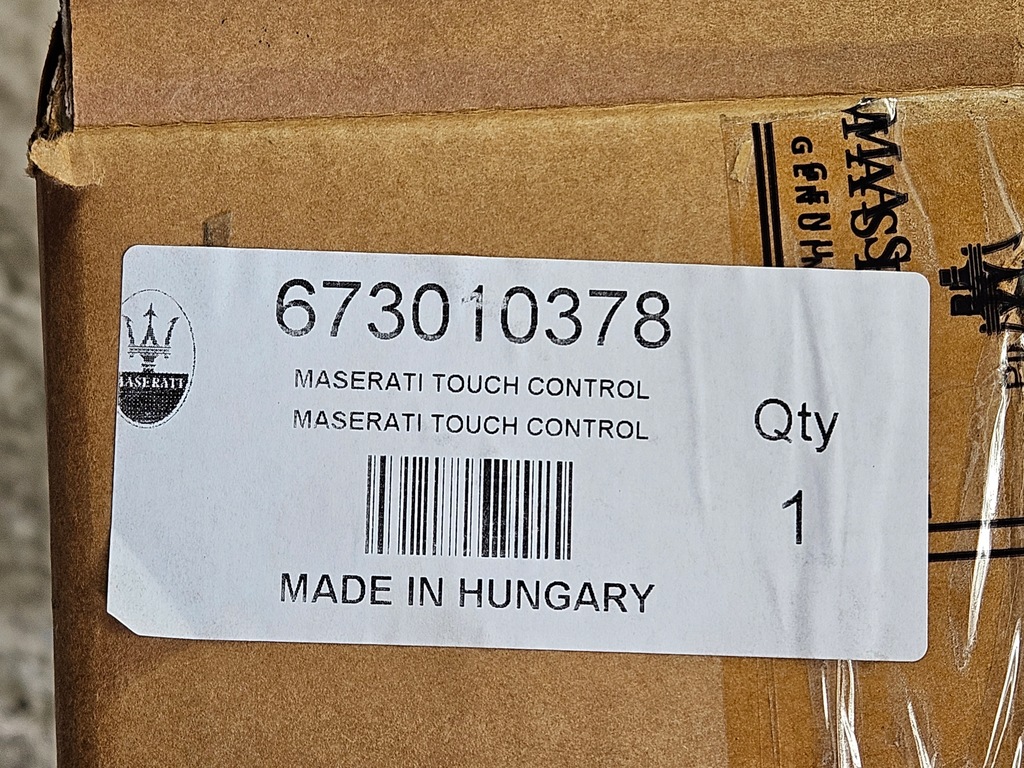 673010378
MASERATI TOUCH CONTROL
MASERATI TOUCH CONTROL
Qty
1
MADE IN HUNGARY
MASERATI